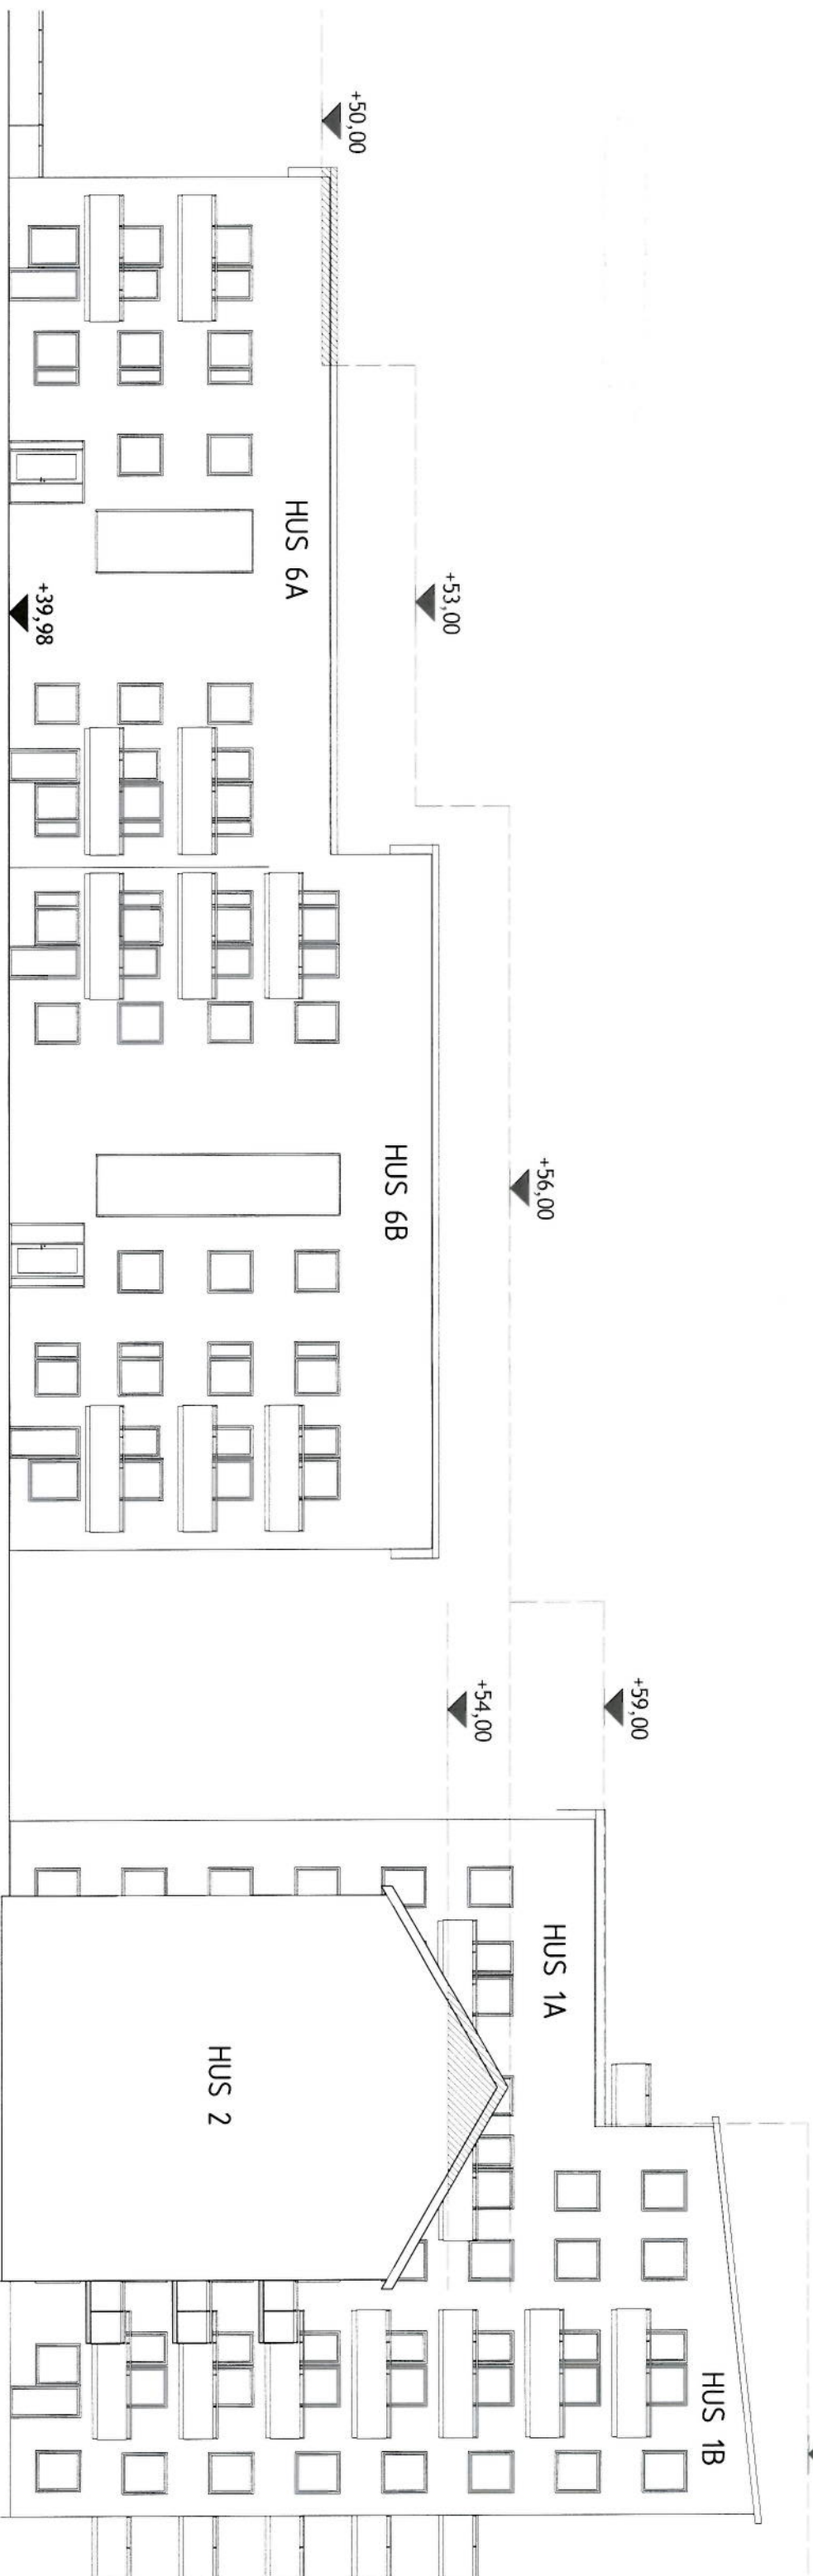 +50,00
HUS 6A
+39,98
+53,00
HUS 6B
+56,00
+54,00
+59,00
HUS 1A
HUS 2
HUS 1B